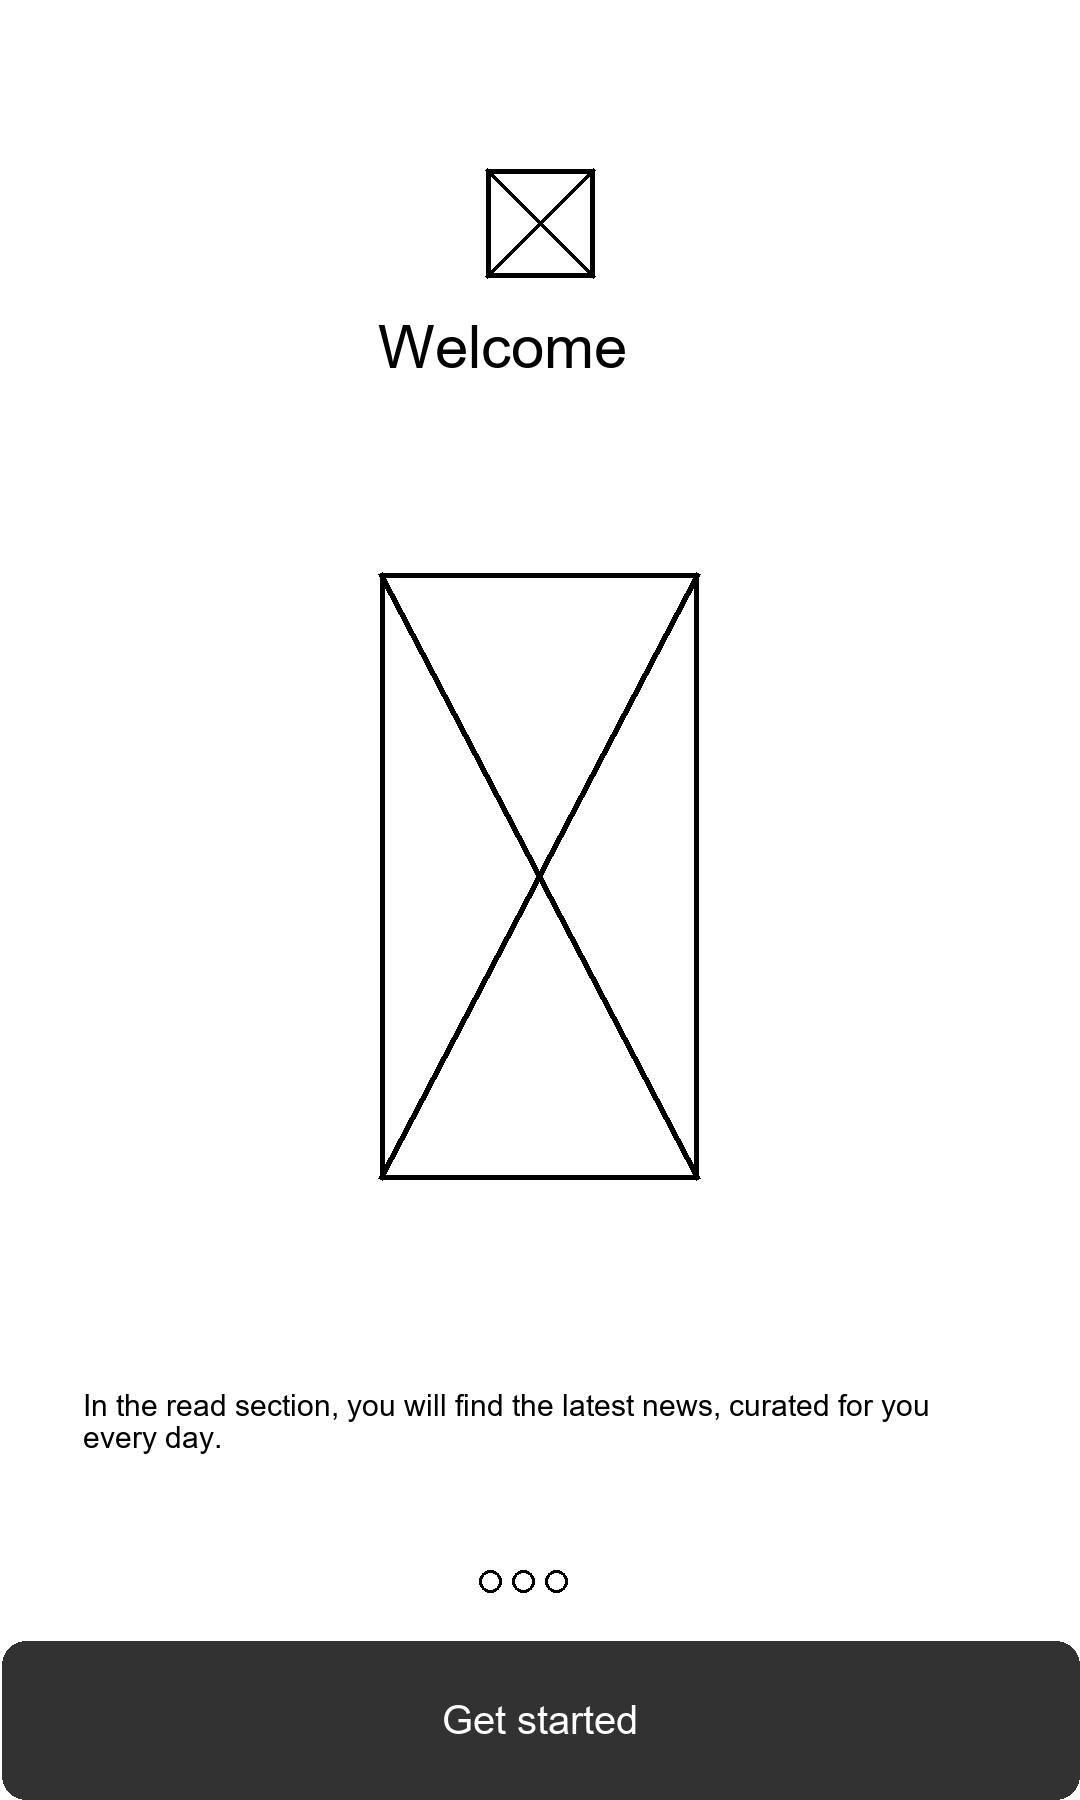 Welcome
In the read section, you will find the latest news, curated for you
every day.
Get started